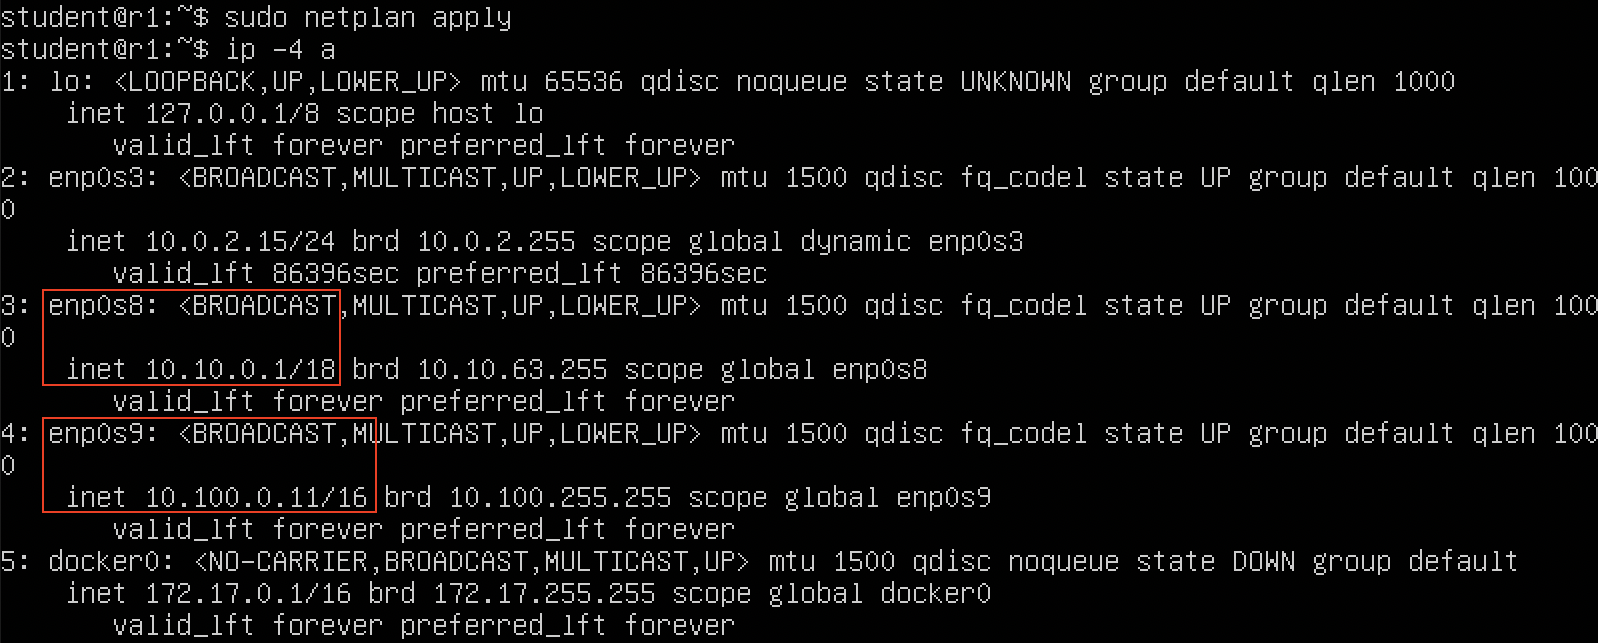 student@r1:~$ sudo netplan apply
student@r1:~$ ip -4 a
1: lo: <LOOPBACK,UP,LOWER_UP> mtu 65536 qdisc noqueue state UNKNOWN group default qlen 1000
    inet 127.0.0.1/8 scope host lo
       valid_lft forever preferred_lft forever
2: enp0s3: <BROADCAST,MULTICAST,UP,LOWER_UP> mtu 1500 qdisc fq_codel state UP group default qlen 100
0
    inet 10.0.2.15/24 brd 10.0.2.255 scope global dynamic enp0s3
       valid_lft 86396sec preferred_lft 86396sec
3: enp0s8: <BROADCAST,MULTICAST,UP,LOWER_UP> mtu 1500 qdisc fq_codel state UP group default qlen 100
0
    inet 10.10.0.1/18 brd 10.10.63.255 scope global enp0s8
       valid_lft forever preferred_lft forever
4: enp0s9: <BROADCAST,MULTICAST,UP,LOWER_UP> mtu 1500 qdisc fq_codel state UP group default qlen 100
0
    inet 10.100.0.11/16 brd 10.100.255.255 scope global enp0s9
       valid_lft forever preferred_lft forever
5: docker0: <NO-CARRIER,BROADCAST,MULTICAST,UP> mtu 1500 qdisc noqueue state DOWN group default
    inet 172.17.0.1/16 brd 172.17.255.255 scope global docker0
       valid_lft forever preferred_lft forever